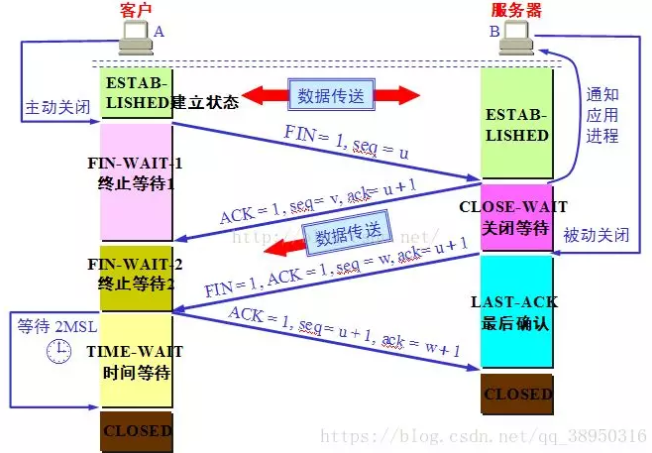 客户
服务器
A
B
ESTAB-
LISHED建立状态
数据传送
主动关闭
ESTAB-
LISHED
通知
应用
进程
FIN = 1, seq = u
FIN-WAIT-1
终止等待1
ACK = 1, seq= v, ack= u + 1
CLOSE-WAIT
关闭等待
数据传送
被动关闭
FIN-WAIT-2
终止等待2
FIN = 1, ACK = 1, seq = w, ack= u + 1
LAST-ACK
最后确认
等待 2MSL
ACK = 1, seq= u + 1, ack = w + 1
TIME-WAIT
时间等待
CLOSED
CLOSED
https://blog.csdn.net/qq_38950316